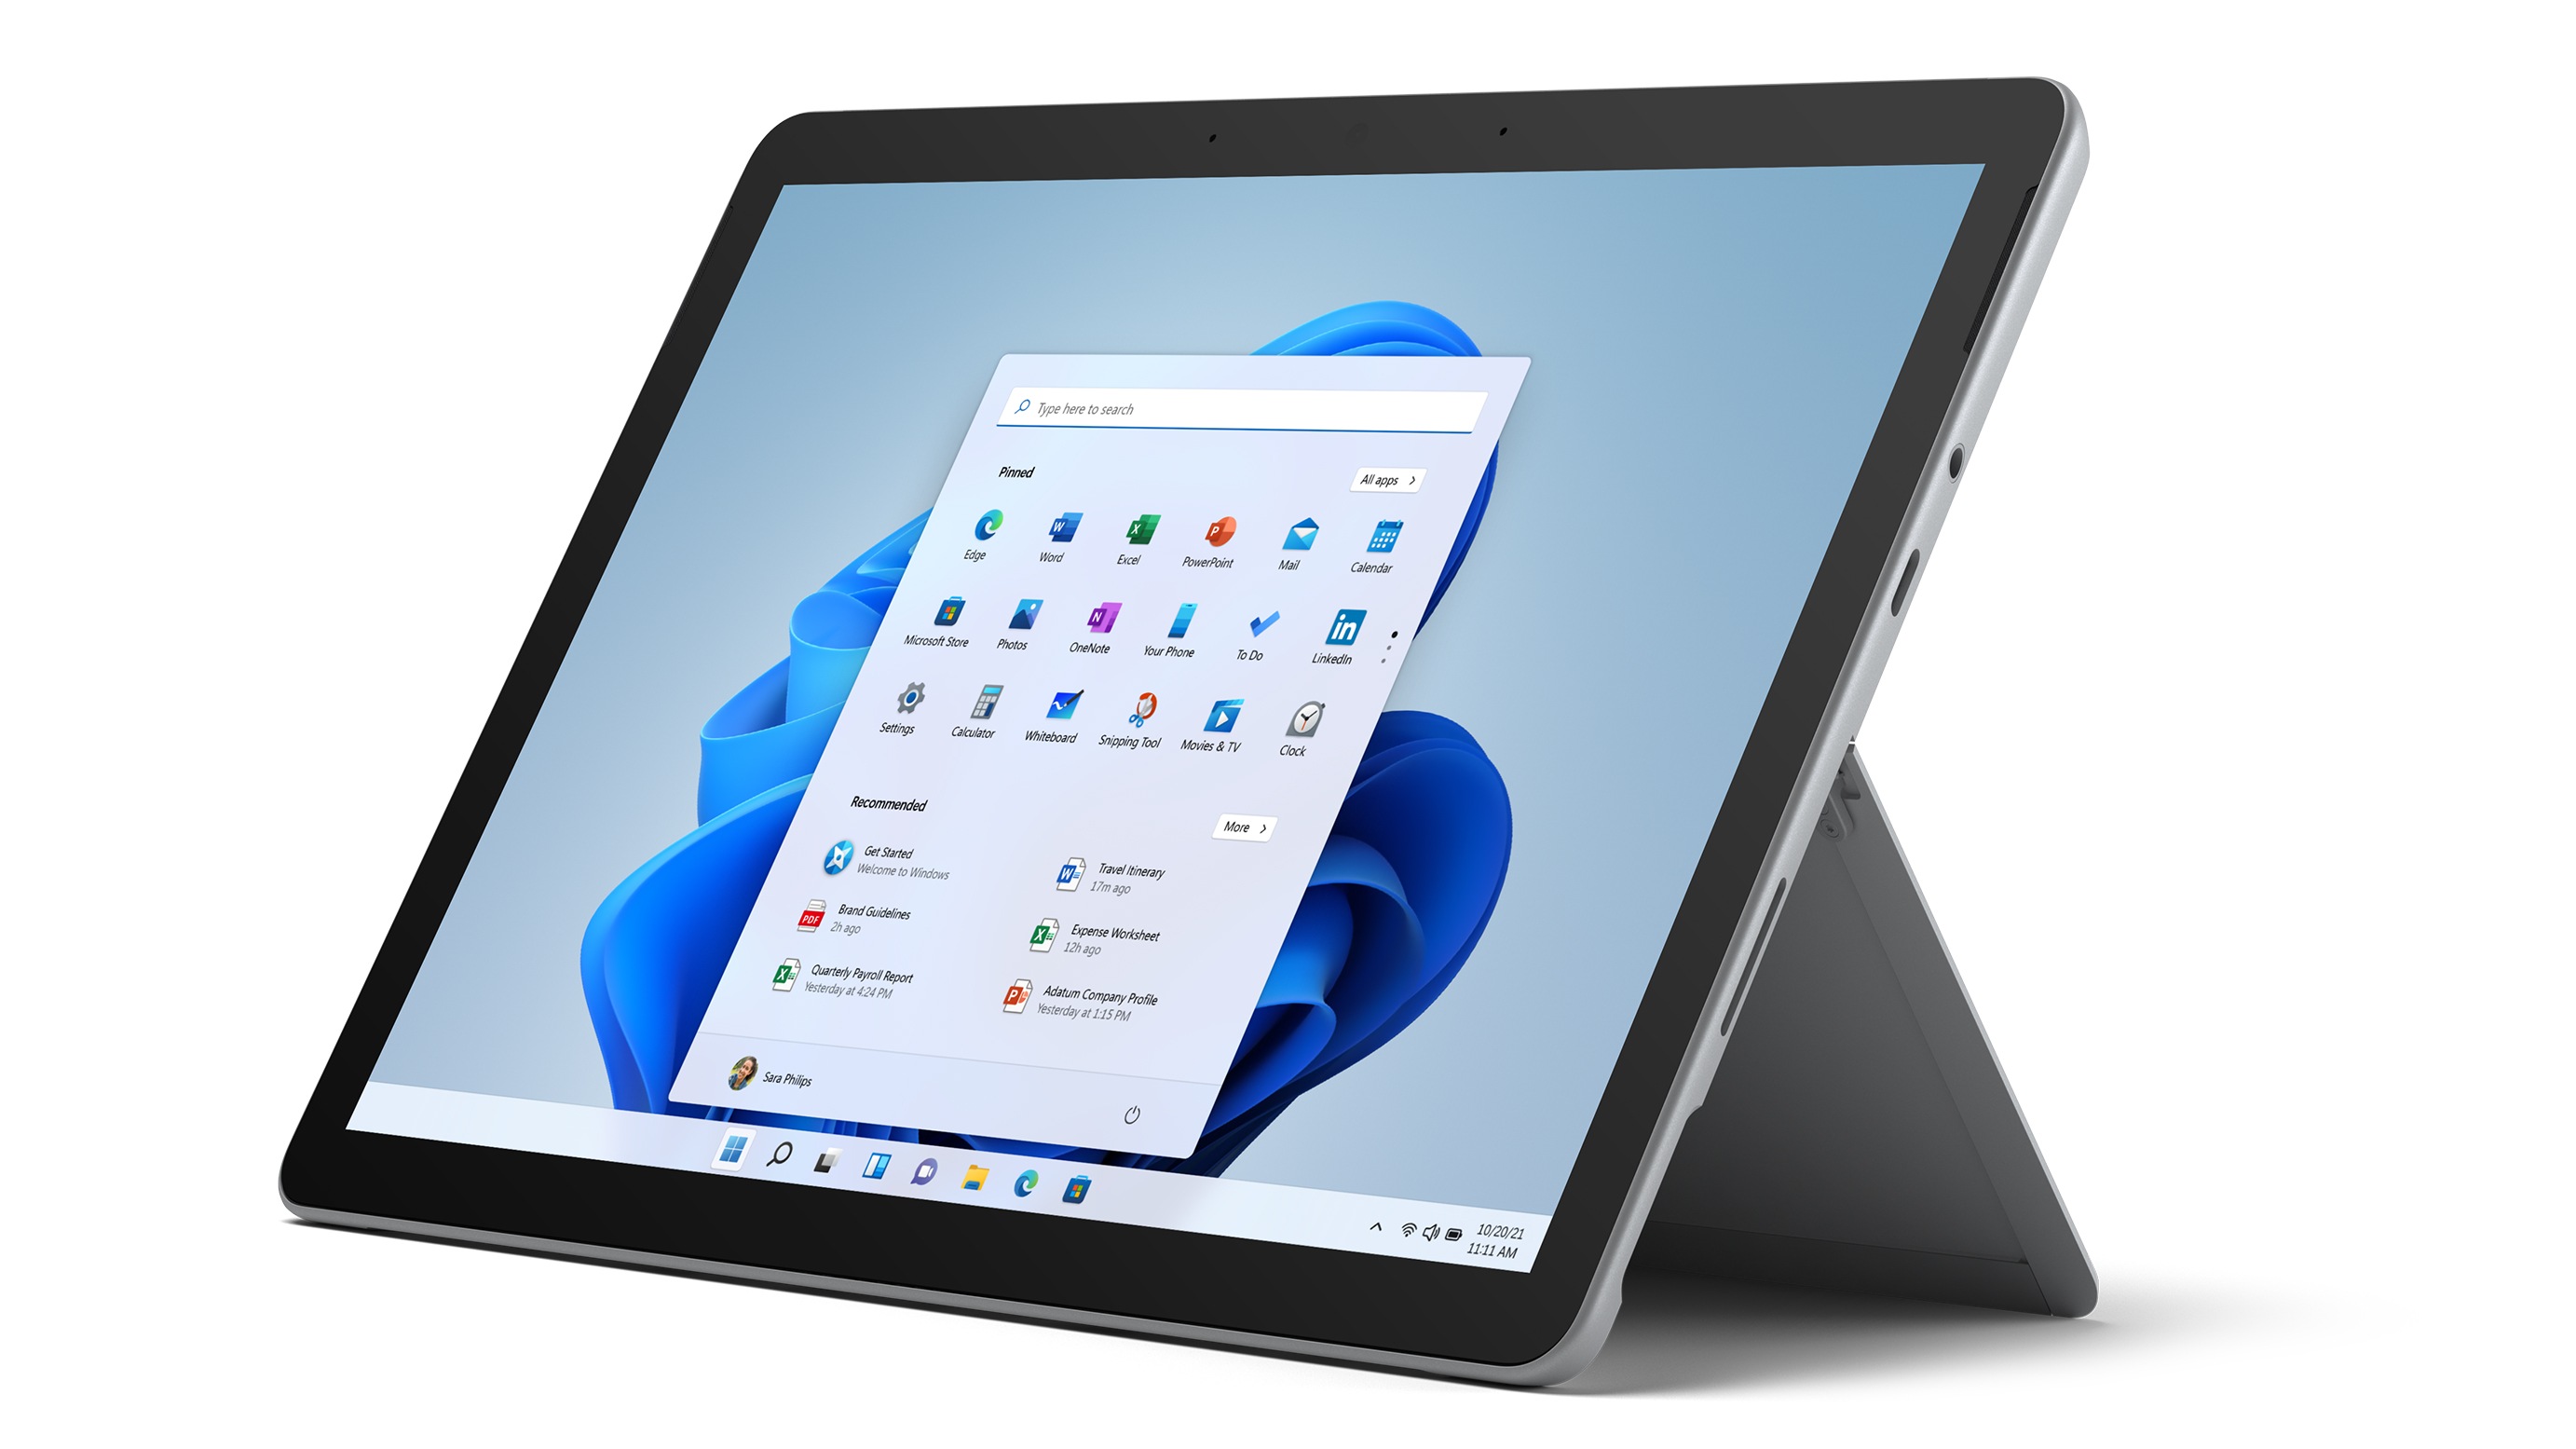 Type here to search
Pinned
All apps >
Edge
Word
Excel
PowerPoint
Mail
Calendar
Microsoft Store
Photos
OneNote
Your Phone
To Do
LinkedIn
Settings
Calculator
Whiteboard
Snipping Tool
Movies & TV
Clock
Recommended
More >
Get Started
Welcome to Windows
Travel Itinerary
17m ago
Brand Guidelines
2h ago
Expense Worksheet
12h ago
Quarterly Payroll Report
Yesterday at 4:24 PM
Adatum Company Profile
Yesterday at 1:15 PM
Sara Philips
10/20/21
11:11 AM